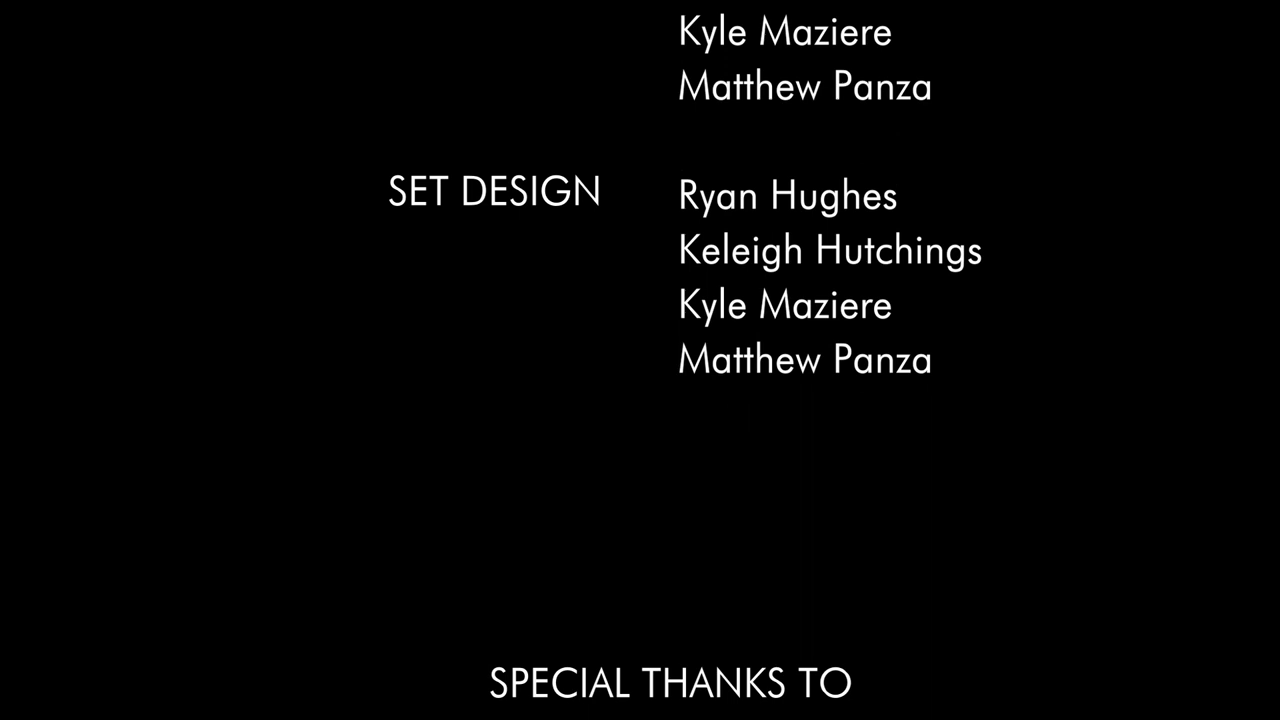 Kyle Maziere
Matthew Panza
SET DESIGN Ryan Hughes
Keleigh Hutchings
Kyle Maziere
Matthew Panza
SPECIAL THANKS TO